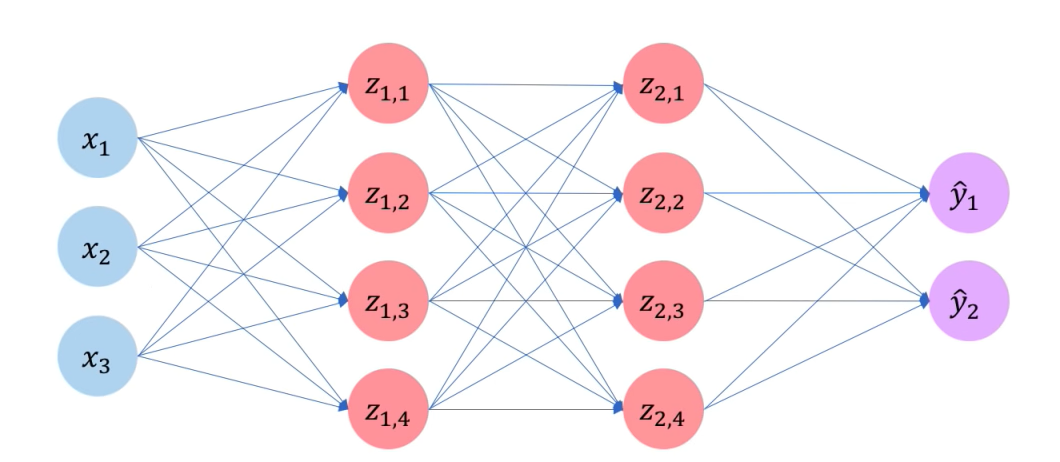 x₁
x₂
x₃
z₁,₁
z₁,₂
z₁,₃
z₁,₄
z₂,₁
z₂,₂
z₂,₃
z₂,₄
ŷ₁
ŷ₂